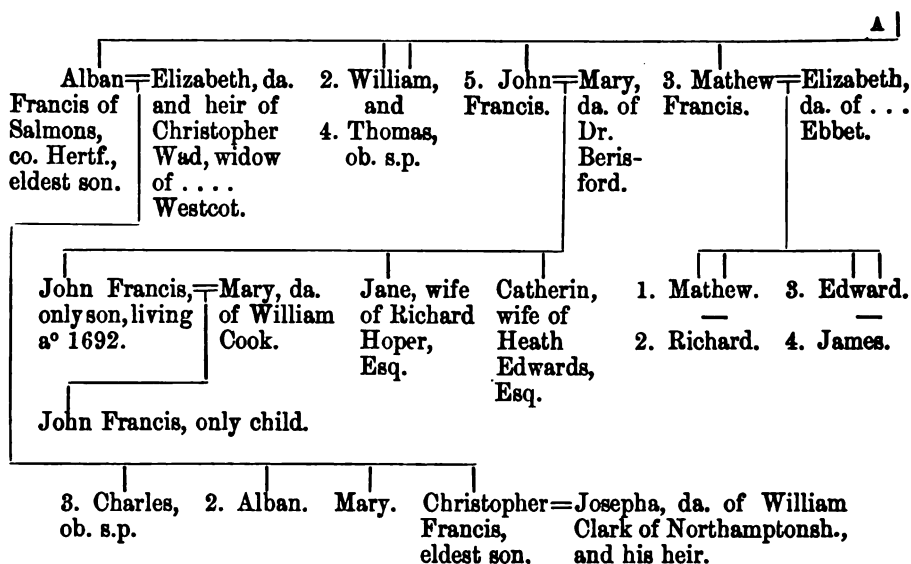 A
Alban=Elizabeth, da. 2. William, 5. John=Mary, 3. Mathew=Elizabeth,
Francis of and heir of and Francis. da. of Francis. da. of . . .
Salmons, Christopher 4. Thomas, Dr. Ebbet.
co. Hertf., Wad, widow ob. s.p. Beris-
eldest son. of . . . . ford.
Westcot.
John Francis,=Mary, da. Jane, wife Catherin, 1. Mathew. 3. Edward.
only son, living of William of Richard wife of
aº 1692. Cook. Hoper, Heath 2. Richard. 4. James.
Esq. Edwards,
Esq.
John Francis, only child.
3. Charles, 2. Alban. Mary. Christopher=Josepha, da. of William
ob. s.p. Francis, Clark of Northamptonsh.,
eldest son. and his heir.